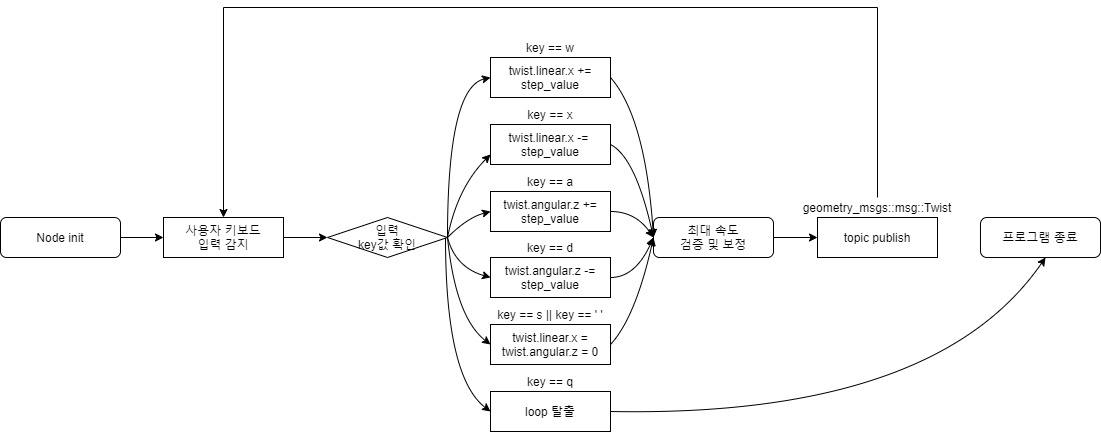 Node init
사용자 키보드
입력 감지
입력
key값 확인
key == w
twist.linear.x +=
step_value
key == x
twist.linear.x -=
step_value
key == a
twist.angular.z +=
step_value
key == d
twist.angular.z -=
step_value
key == s || key == ' '
twist.linear.x =
twist.angular.z = 0
key == q
loop 탈출
최대 속도
검증 및 보정
geometry_msgs::msg::Twist
topic publish
프로그램 종료